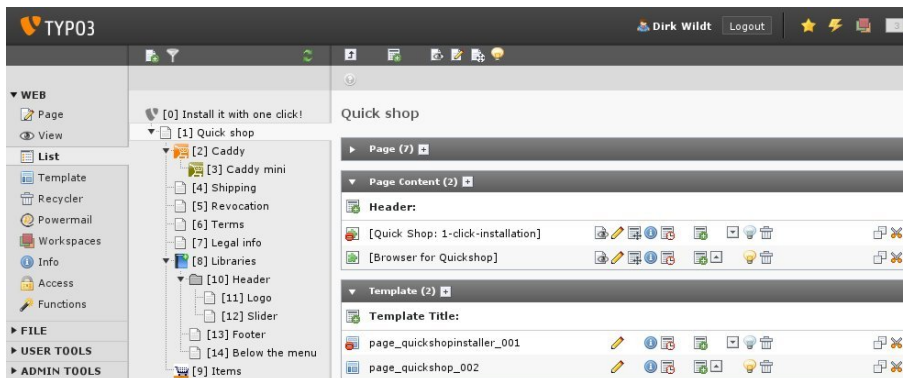 TYPO3
Dirk Wildt
Logout
WEB
Page
View
List
Template
Recycler
Powermail
Workspaces
Info
Access
Functions
FILE
USER TOOLS
ADMIN TOOLS
[0] Install it with one click!
[1] Quick shop
[2] Caddy
[3] Caddy mini
[4] Shipping
[5] Revocation
[6] Terms
[7] Legal info
[8] Libraries
[10] Header
[11] Logo
[12] Slider
[13] Footer
[14] Below the menu
[9] Items
Quick shop
Page (7)
Page Content (2)
Header:
[Quick Shop: 1-click-installation]
[Browser for Quickshop]
Template (2)
Template Title:
page_quickshopinstaller_001
page_quickshop_002